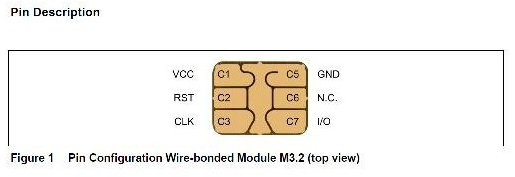 Pin Description
VCC C1 C5 GND
RST C2 C6 N.C.
CLK C3 C7 I/O
Figure 1 Pin Configuration Wire-bonded Module M3.2 (top view)